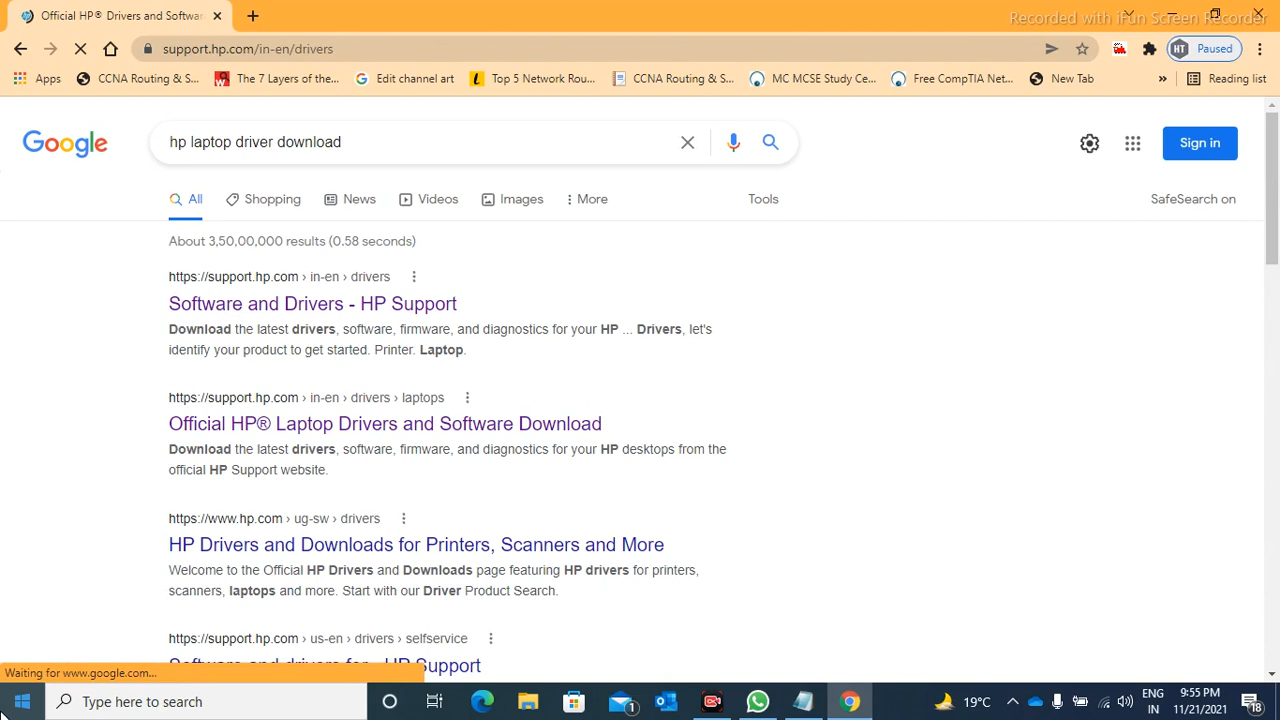 Official HP® Drivers and Softwar
Recorded with iFun Screen Recorder
support.hp.com/in-en/drivers
HT Paused
Apps CCNA Routing & S... The 7 Layers of the... Edit channel art Top 5 Network Rou... CCNA Routing & S... MC MCSE Study Ce... Free CompTIA Net... New Tab » Reading list
Google hp laptop driver download Sign in
All Shopping News Videos Images More Tools SafeSearch on
About 3,50,00,000 results (0.58 seconds)
https://support.hp.com › in-en › drivers
Software and Drivers - HP Support
Download the latest drivers, software, firmware, and diagnostics for your HP ... Drivers, let's
identify your product to get started. Printer. Laptop.
https://support.hp.com › in-en › drivers › laptops
Official HP® Laptop Drivers and Software Download
Download the latest drivers, software, firmware, and diagnostics for your HP desktops from the
official HP Support website.
https://www.hp.com › ug-sw › drivers
HP Drivers and Downloads for Printers, Scanners and More
Welcome to the Official HP Drivers and Downloads page featuring HP drivers for printers,
scanners, laptops and more. Start with our Driver Product Search.
https://support.hp.com › us-en › drivers › selfservice
Software and drivers for - HP Support
Waiting for www.google.com...
Type here to search 1 19°C ENG 9:55 PM
IN 11/21/2021 18